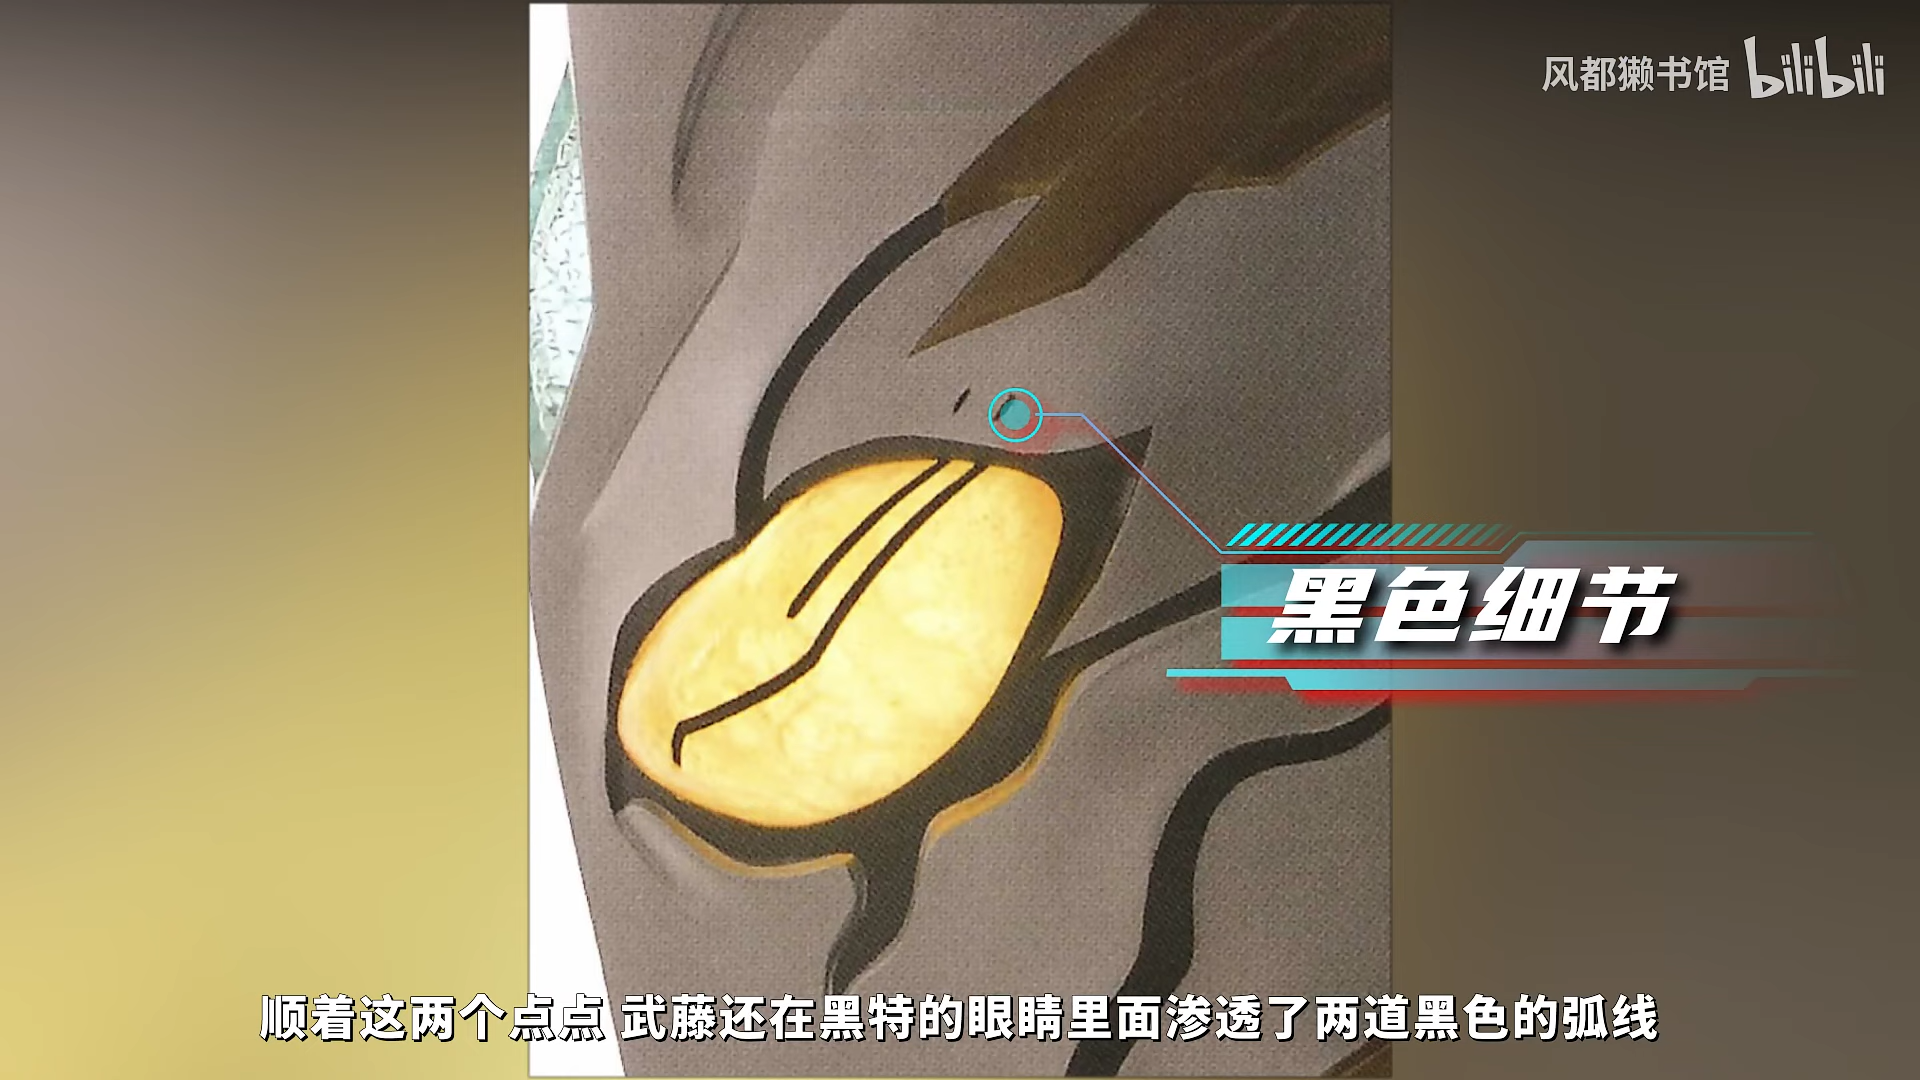 风都獭书馆 bilibili
黑色细节
顺着这两个点点 武藤还在黑特的眼睛里面渗透了两道黑色的弧线